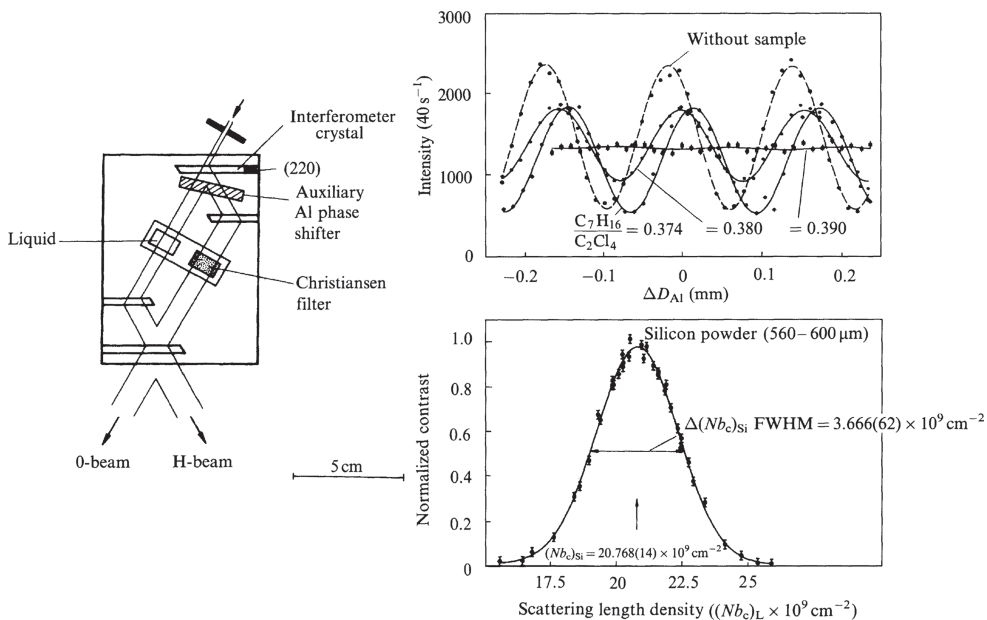 Interferometer
crystal
(220)
Auxiliary
Al phase
shifter
Liquid
Christiansen
filter
0-beam
H-beam
5 cm
3000
2000
1000
0
Intensity (40 s⁻¹)
Without sample
C₇H₁₆
C₂Cl₄
= 0.374
= 0.380
= 0.390
−0.2
−0.1
0
0.1
0.2
ΔD_Al (mm)
1.0
0.8
0.6
0.4
0.2
0
Normalized contrast
Silicon powder (560–600 μm)
Δ(Nb_c)_Si FWHM = 3.666(62) × 10⁹ cm⁻²
(Nb_c)_Si = 20.768(14) × 10⁹ cm⁻²
17.5
20
22.5
25
Scattering length density ((Nb_c)_L × 10⁹ cm⁻²)